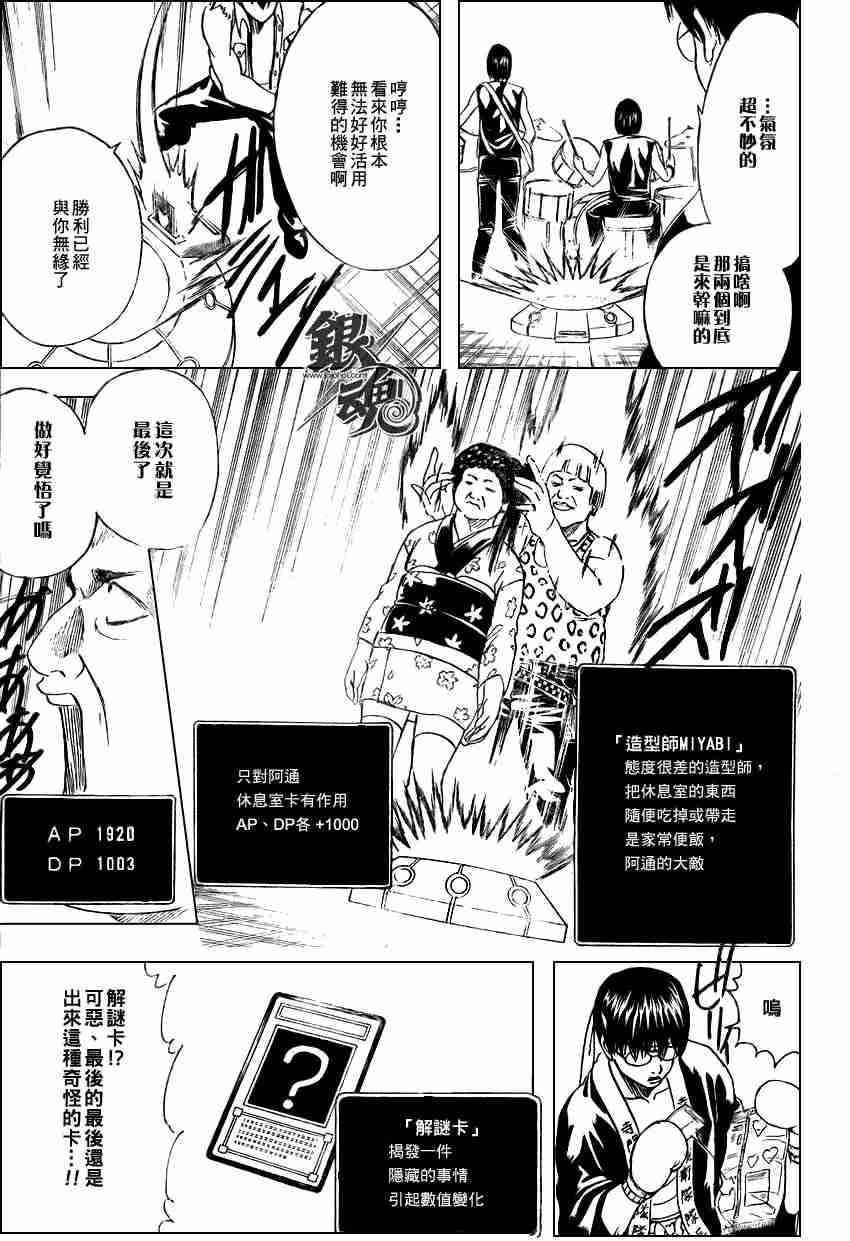 …氣氛
超不妙的
搞啥啊
那兩個到底
是來幹嘛的
哼哼…
看來你根本
無法好好活用
難得的機會啊
勝利已經
與你無緣了
銀魂
www.jojohot.com
「造型師MIYABI」
態度很差的造型師，
把休息室的東西
隨便吃掉或帶走
是家常便飯，
阿通的大敵
只對阿通
休息室卡有作用
AP、DP各 +1000
這次就是
最後了
做好覺悟了嗎
AP 1920
DP 1003
嗚
「解謎卡」
揭發一件
隱藏的事情
引起數值變化
?
解謎卡!?
可惡、最後的最後還是
出來這種奇怪的卡…!!